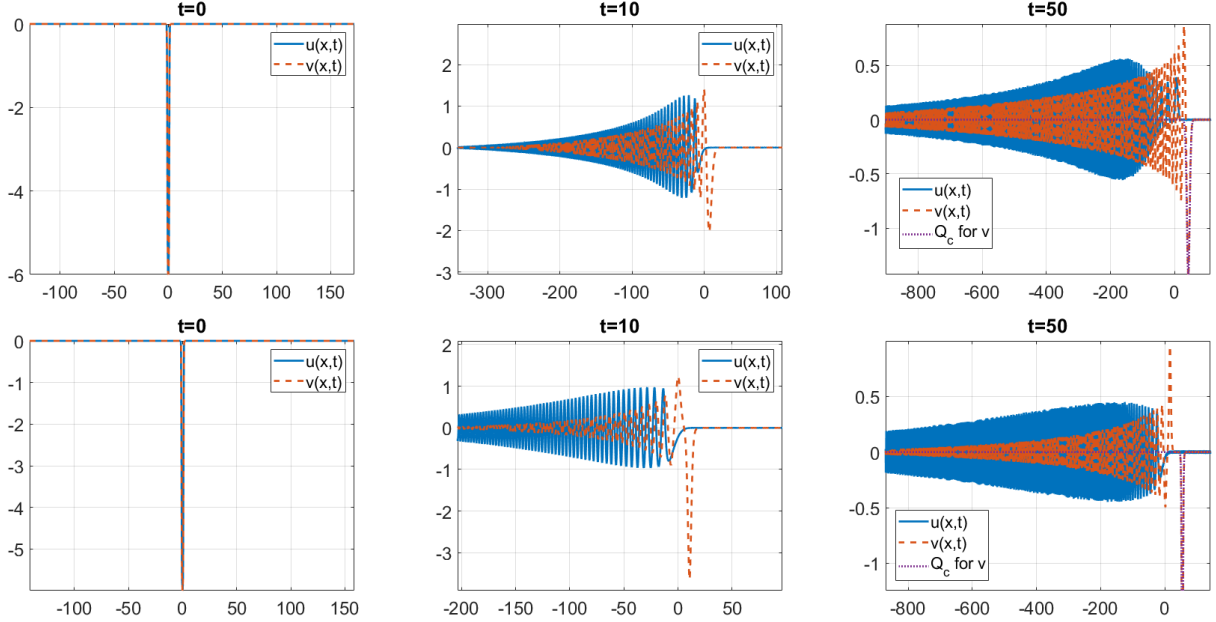 t=0
0
-2
-4
-6
-100 -50 0 50 100 150
u(x,t)
v(x,t)
t=10
2
1
0
-1
-2
-3
-300 -200 -100 0 100
u(x,t)
v(x,t)
t=50
0.5
0
-0.5
-1
-800 -600 -400 -200 0
u(x,t)
v(x,t)
Q_c for v
t=0
0
-1
-2
-3
-4
-5
-100 -50 0 50 100 150
u(x,t)
v(x,t)
t=10
2
1
0
-1
-2
-3
-200 -150 -100 -50 0 50
u(x,t)
v(x,t)
t=50
0.5
0
-0.5
-1
-800 -600 -400 -200 0
u(x,t)
v(x,t)
Q_c for v